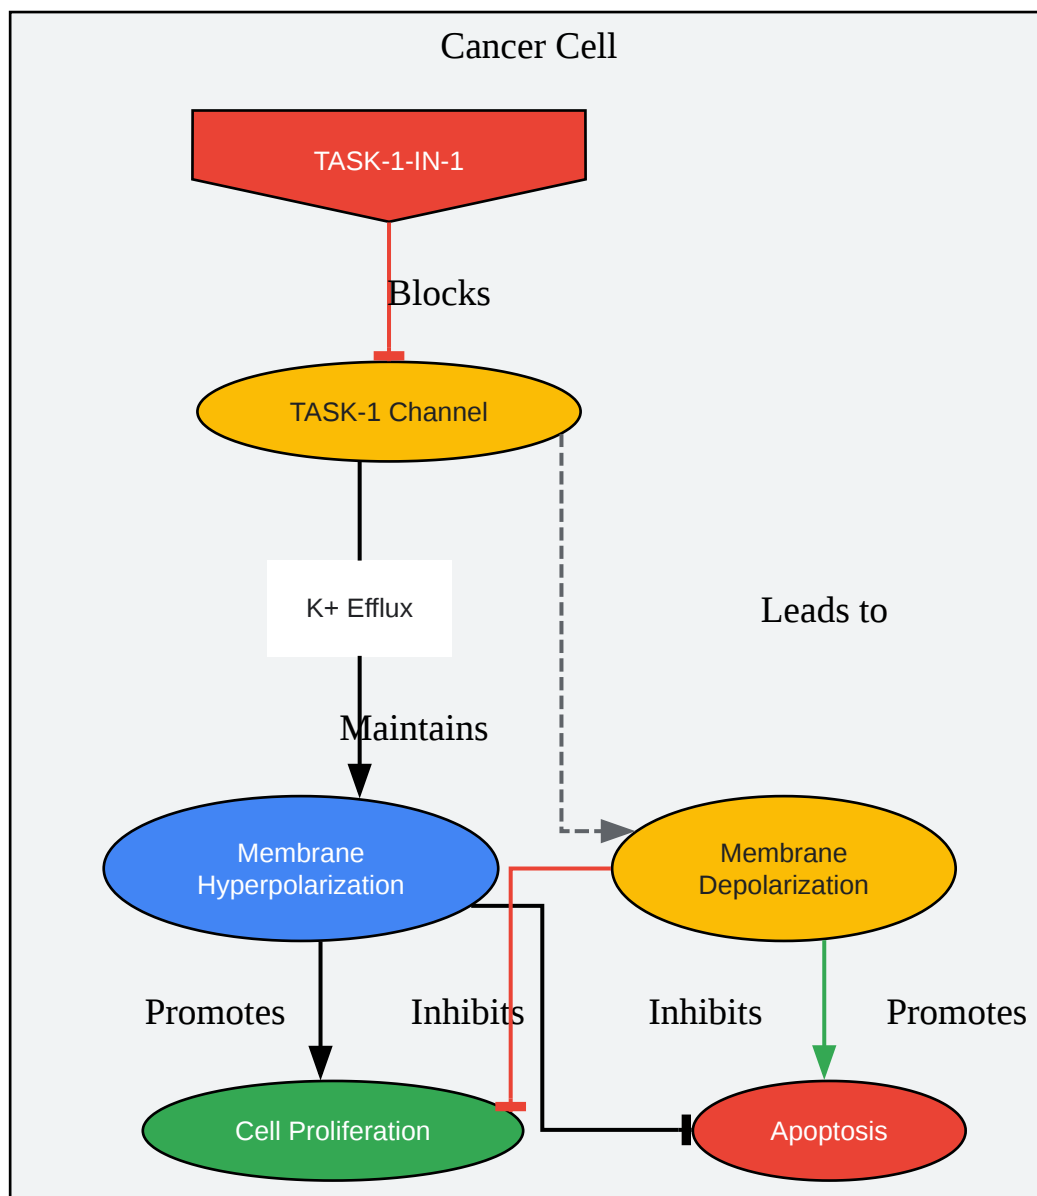 Cancer Cell
TASK-1-IN-1
Blocks
TASK-1 Channel
K+ Efflux
Leads to
Maintains
Membrane
Hyperpolarization
Membrane
Depolarization
Promotes
Inhibits
Inhibits
Promotes
Cell Proliferation
Apoptosis